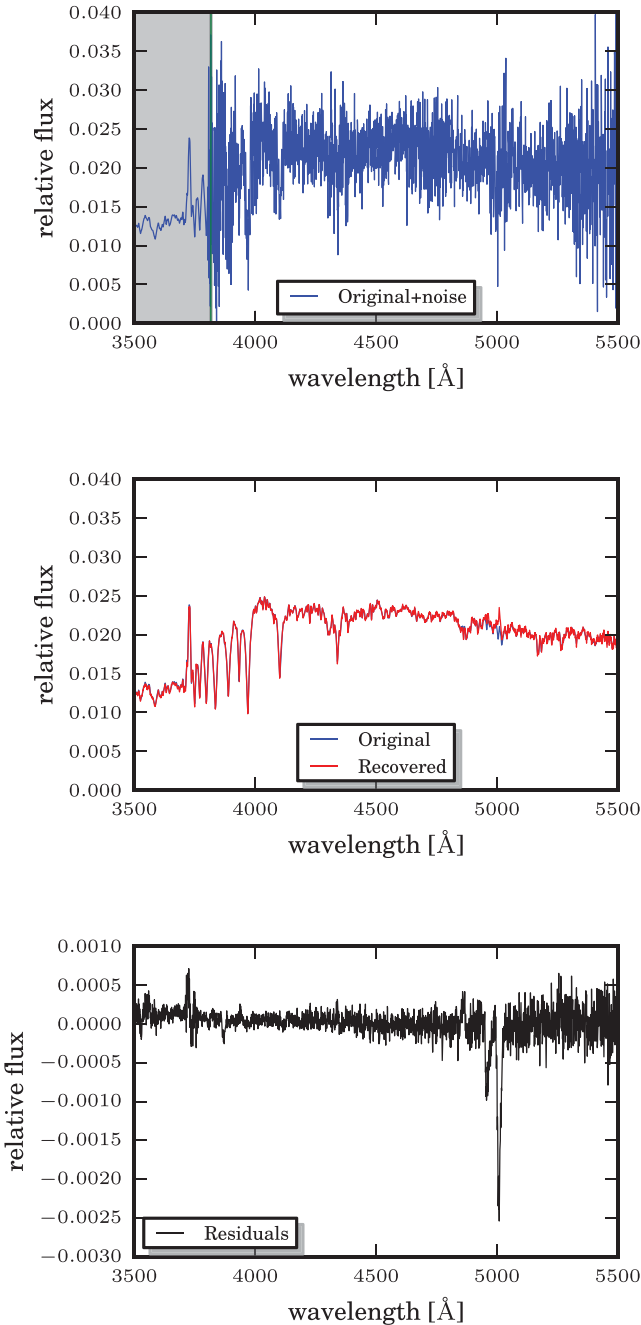 0.040
0.035
0.030
0.025
0.020
0.015
0.010
0.005
0.000
relative flux
Original+noise
3500 4000 4500 5000 5500
wavelength [Å]
0.040
0.035
0.030
0.025
0.020
0.015
0.010
0.005
0.000
relative flux
Original
Recovered
3500 4000 4500 5000 5500
wavelength [Å]
0.0010
0.0005
0.0000
−0.0005
−0.0010
−0.0015
−0.0020
−0.0025
−0.0030
relative flux
Residuals
3500 4000 4500 5000 5500
wavelength [Å]